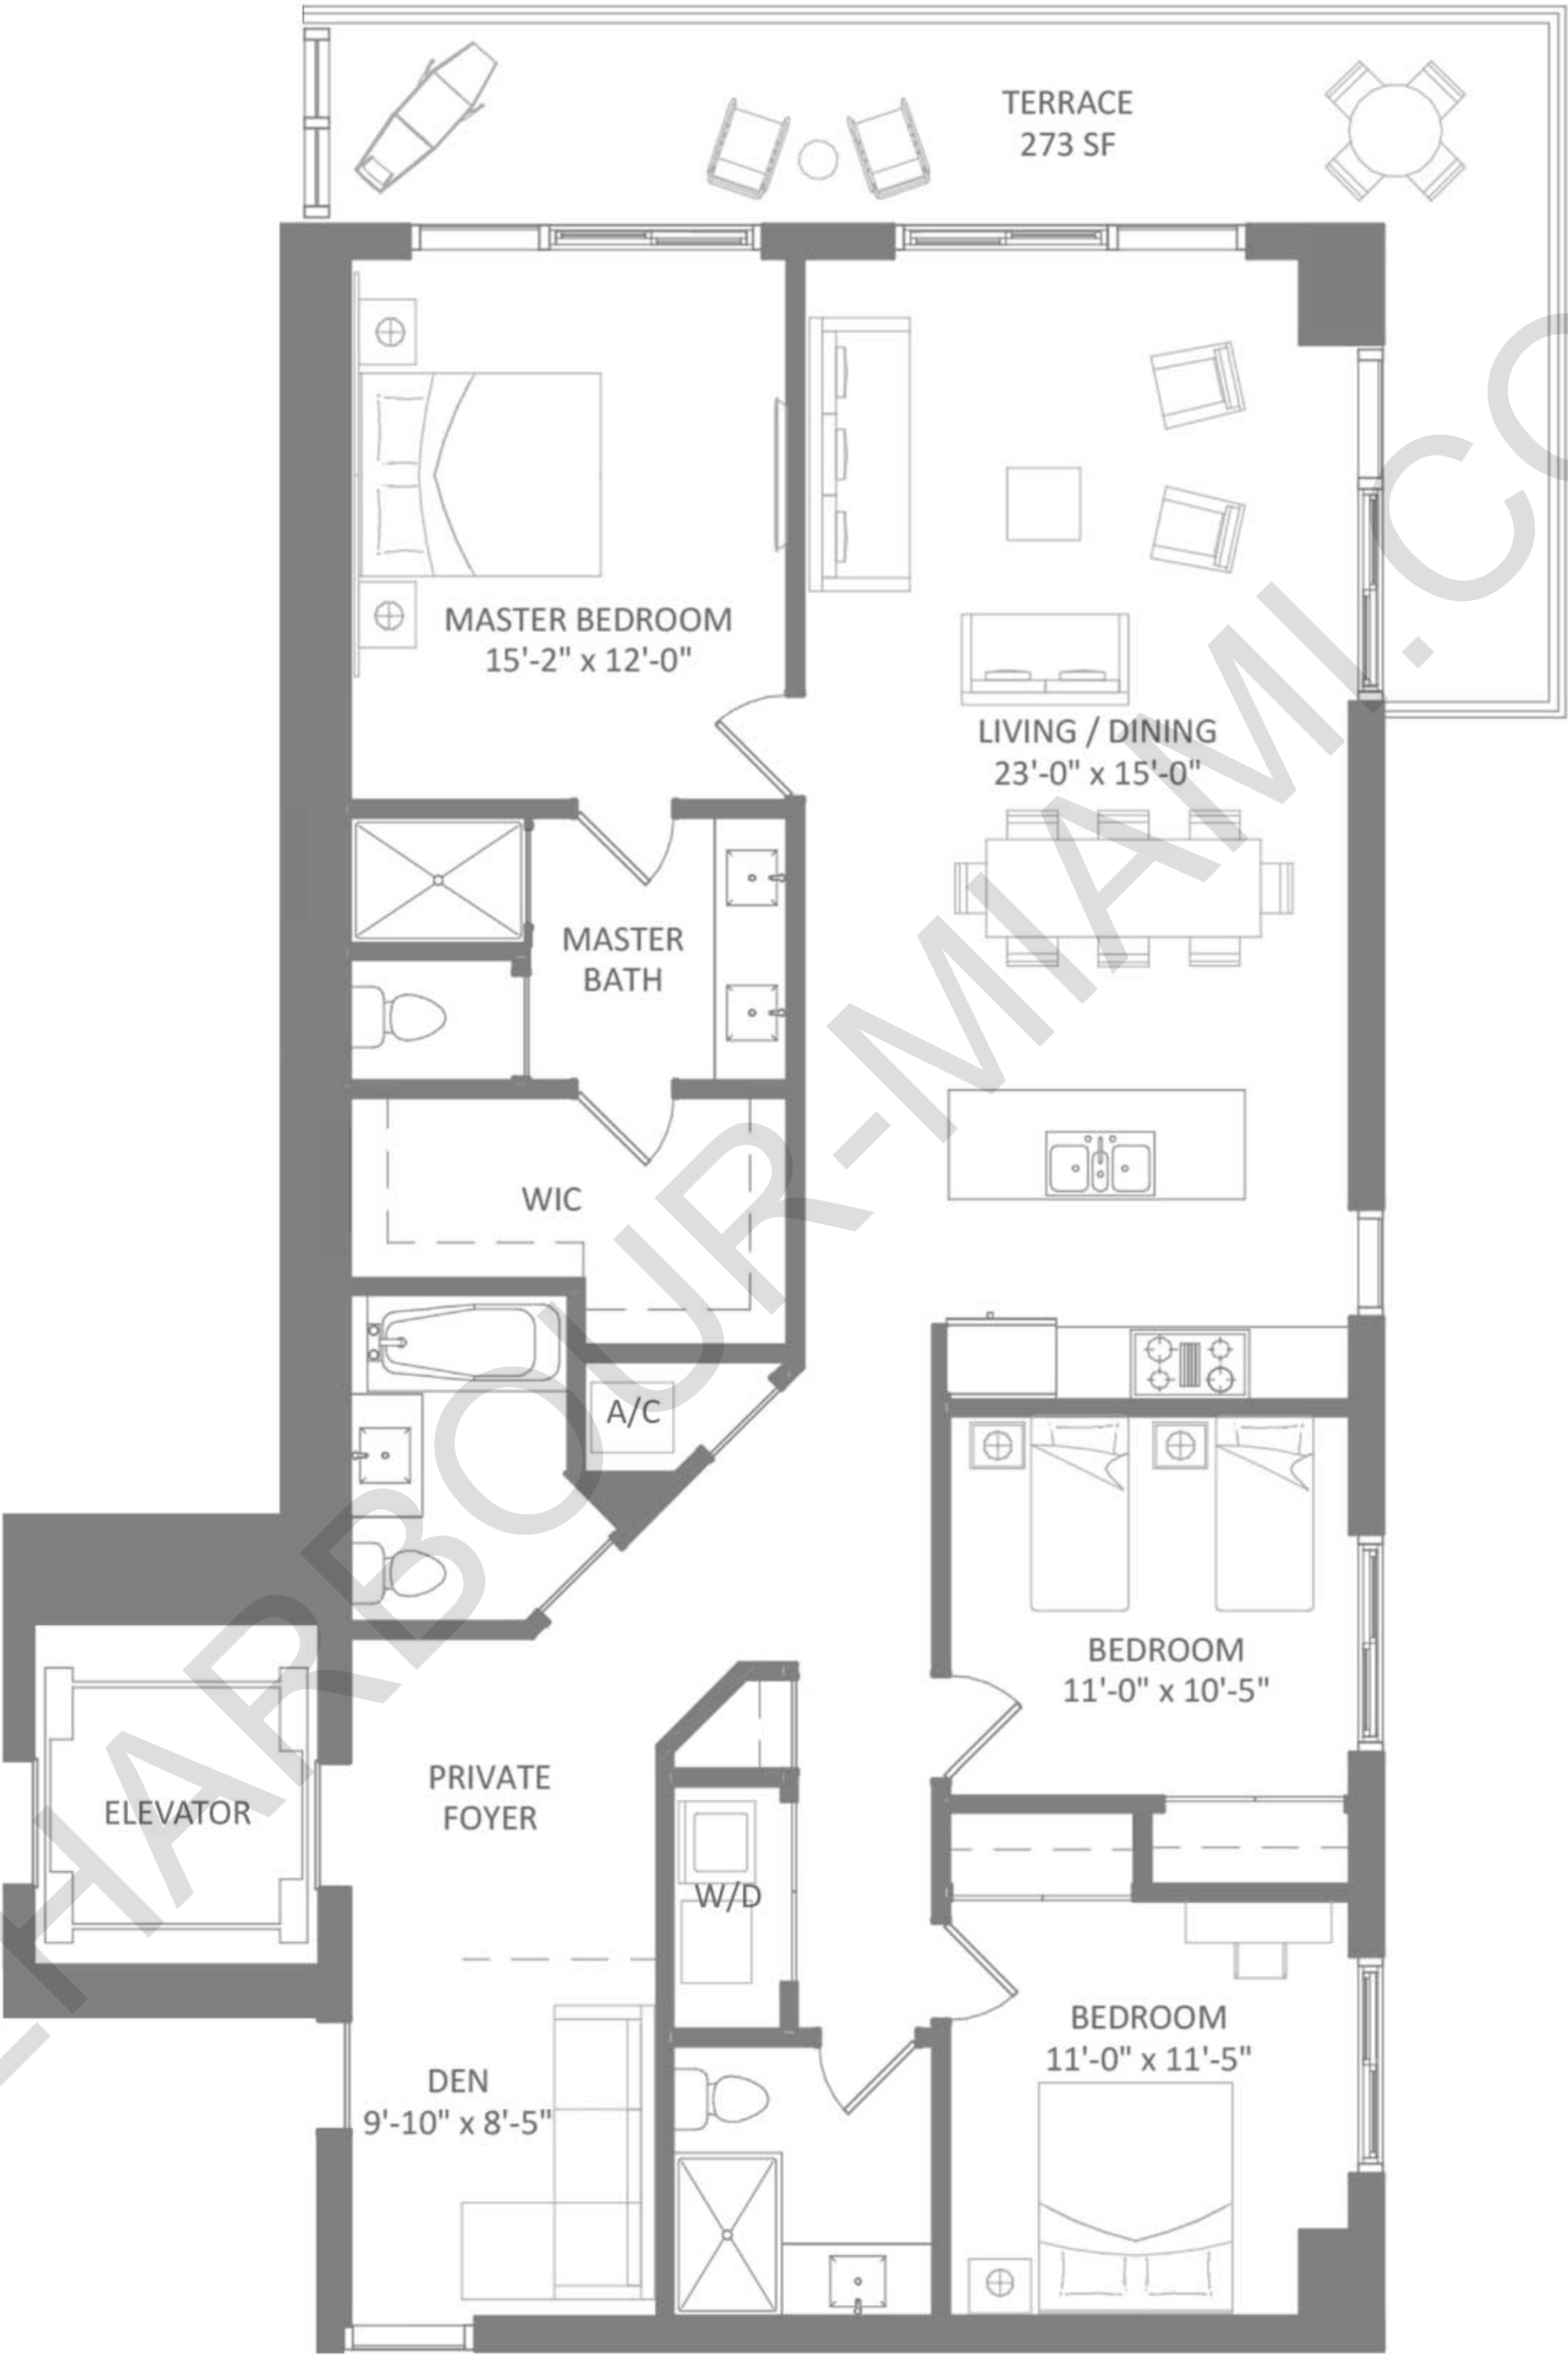 TERRACE
273 SF
MASTER BEDROOM
15'-2" x 12'-0"
LIVING / DINING
23'-0" x 15'-0"
MASTER
BATH
WIC
A/C
BEDROOM
11'-0" x 10'-5"
PRIVATE
FOYER
ELEVATOR
W/D
BEDROOM
11'-0" x 11'-5"
DEN
9'-10" x 8'-5"
HARBOUR-MIAMI.CO